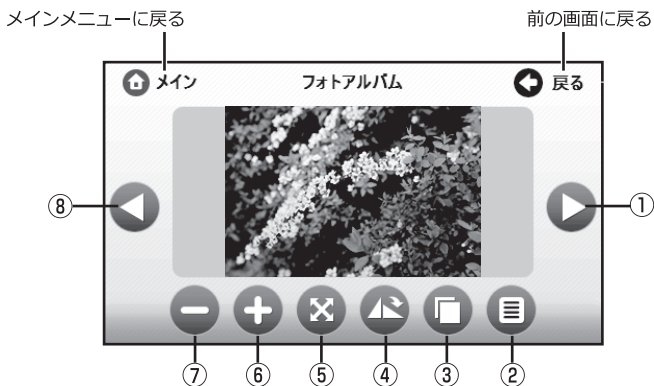 メインメニューに戻る
前の画面に戻る
メイン
フォトアルバム
戻る
⑧
①
⑦
⑥
⑤
④
③
②